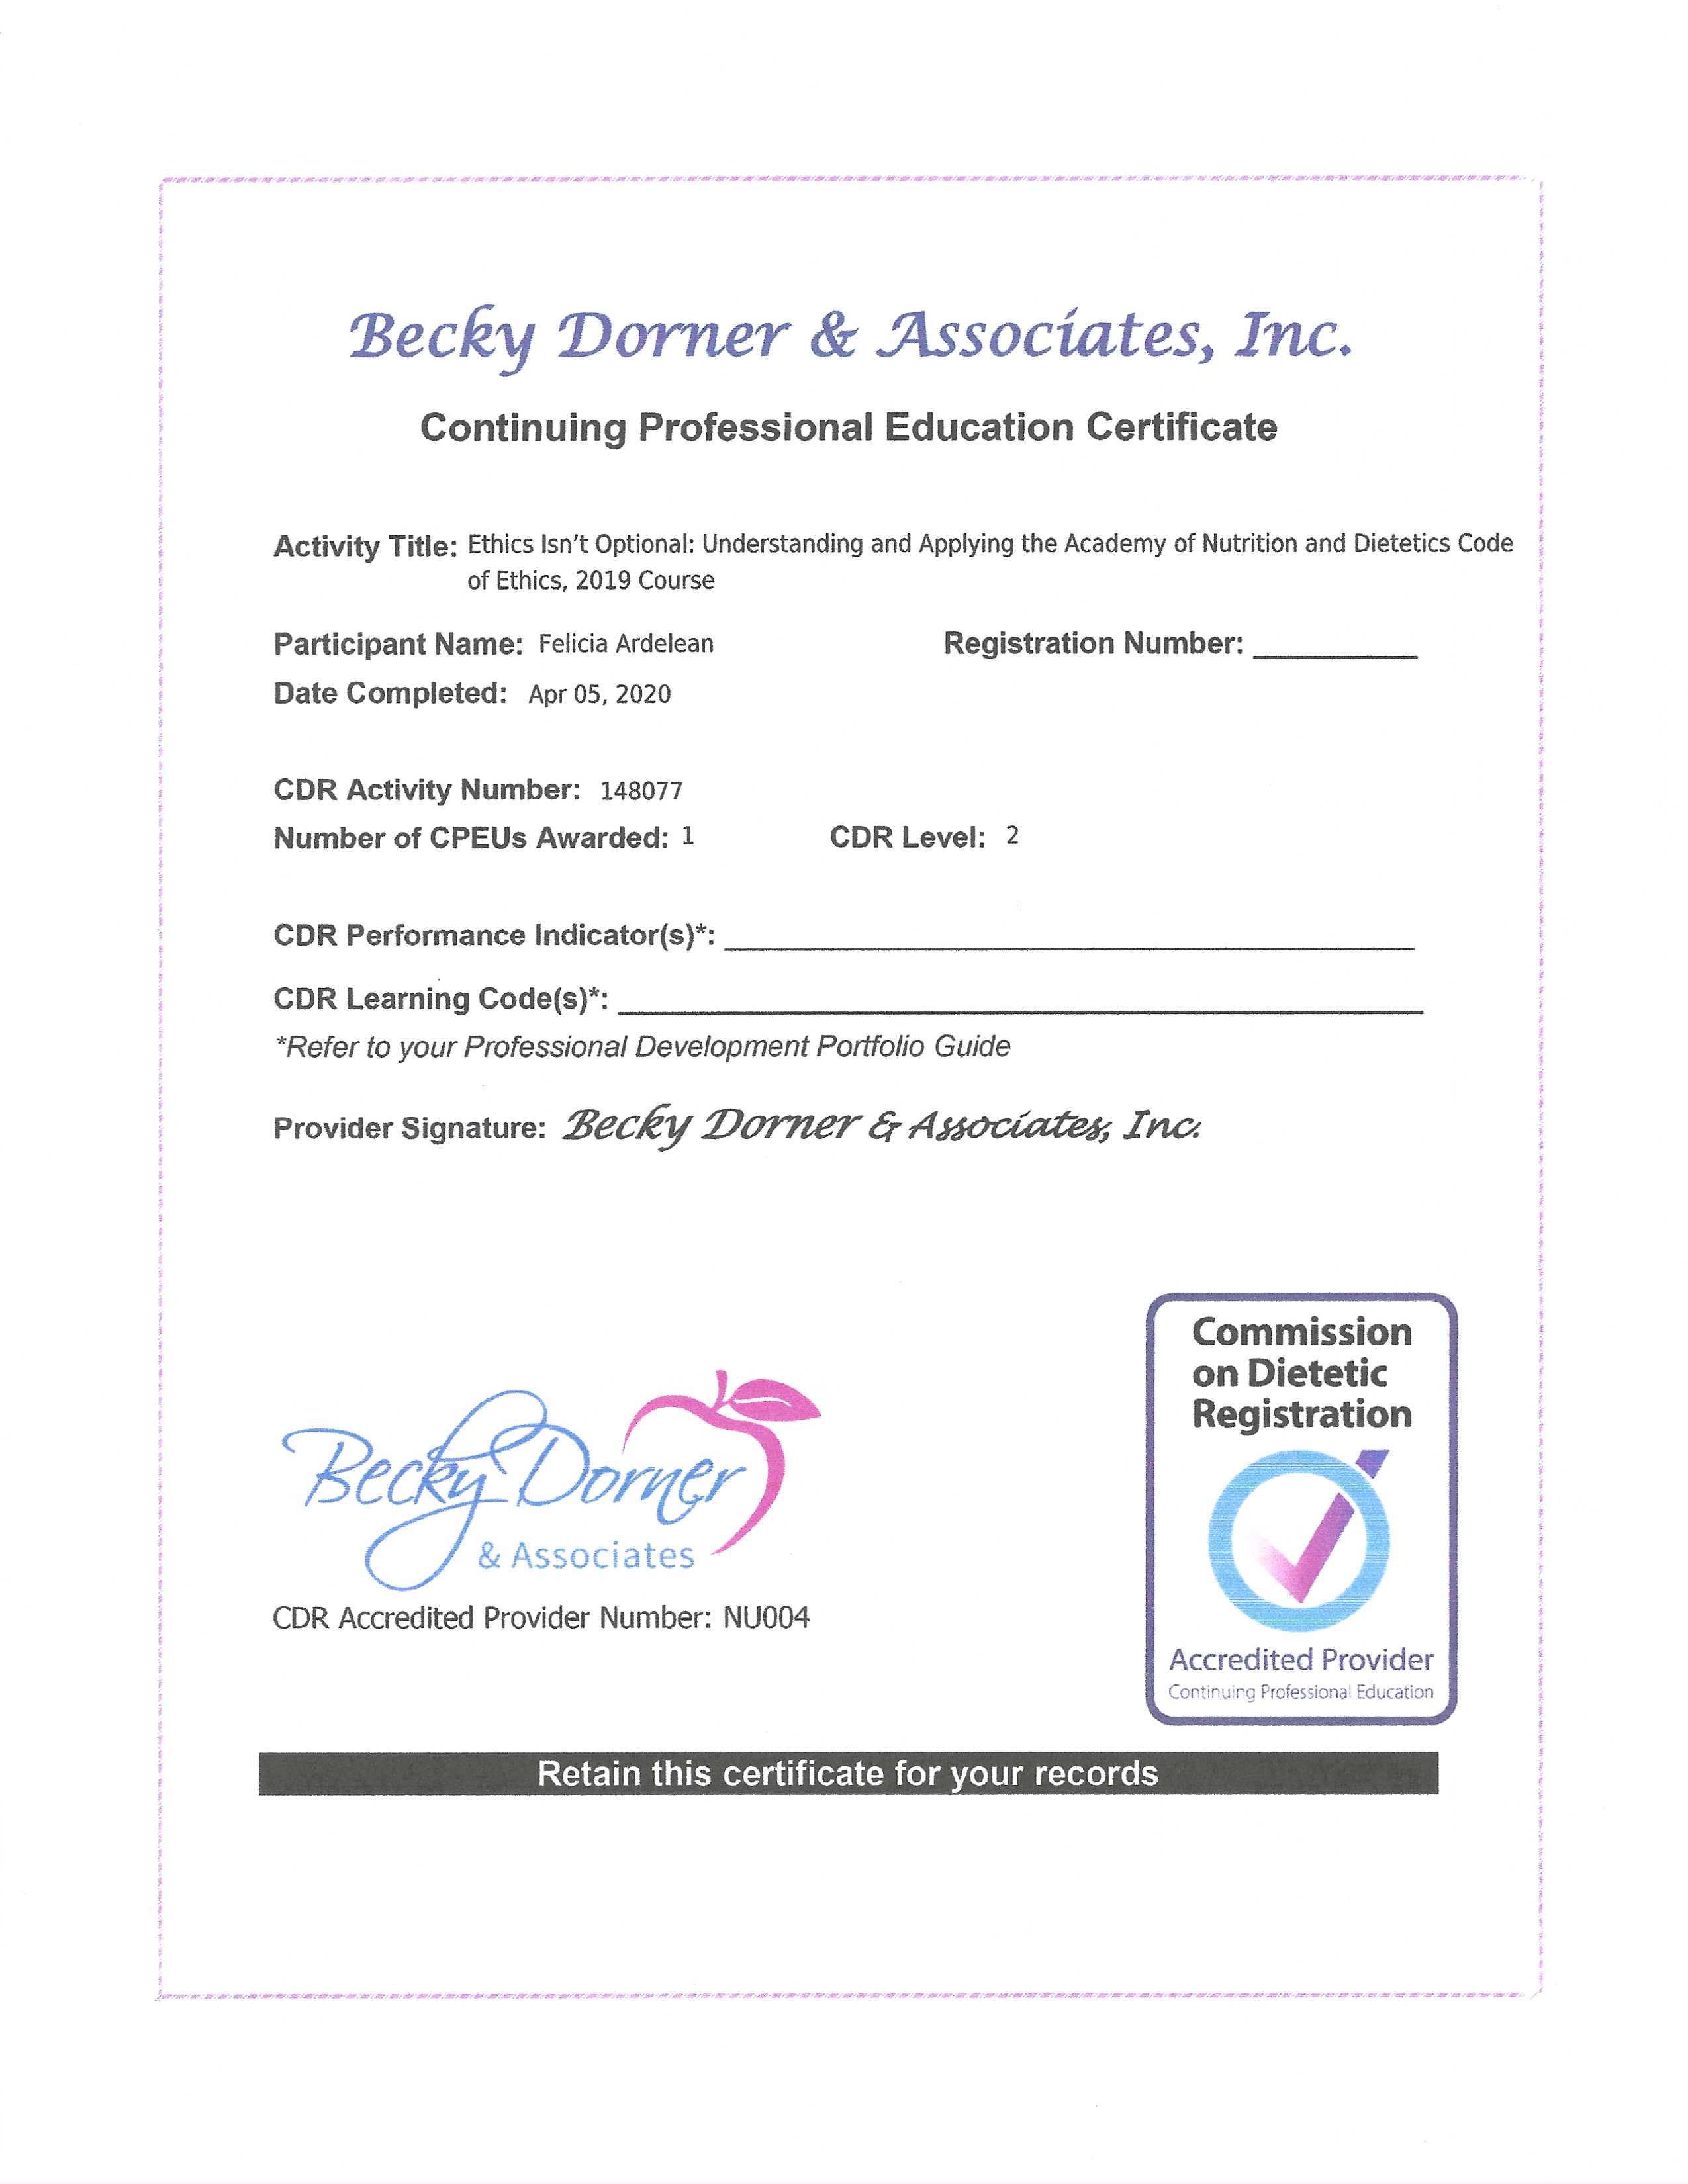 Becky Dorner & Associates, Inc.
Continuing Professional Education Certificate
Activity Title: Ethics Isn't Optional: Understanding and Applying the Academy of Nutrition and Dietetics Code
of Ethics, 2019 Course
Participant Name: Felicia Ardelean Registration Number: __________
Date Completed: Apr 05, 2020
CDR Activity Number: 148077
Number of CPEUs Awarded: 1 CDR Level: 2
CDR Performance Indicator(s)*: __________
CDR Learning Code(s)*: __________
*Refer to your Professional Development Portfolio Guide
Provider Signature: Becky Dorner & Associates, Inc.
Becky Dorner
& Associates
CDR Accredited Provider Number: NU004
Commission
on Dietetic
Registration
Accredited Provider
Continuing Professional Education
Retain this certificate for your records